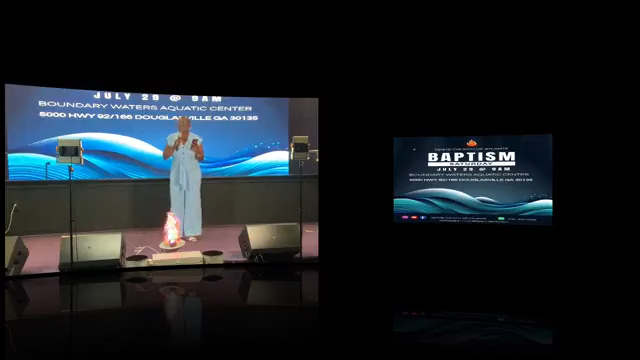 JULY 29 @ 9AM
BOUNDARY WATERS AQUATIC CENTER
5000 HWY 92/166 DOUGLASVILLE GA 30135
BAPTISM
SATURDAY
JULY 29 @ 9AM
BOUNDARY WATERS AQUATIC CENTER
5000 HWY 92/166 DOUGLASVILLE GA 30135